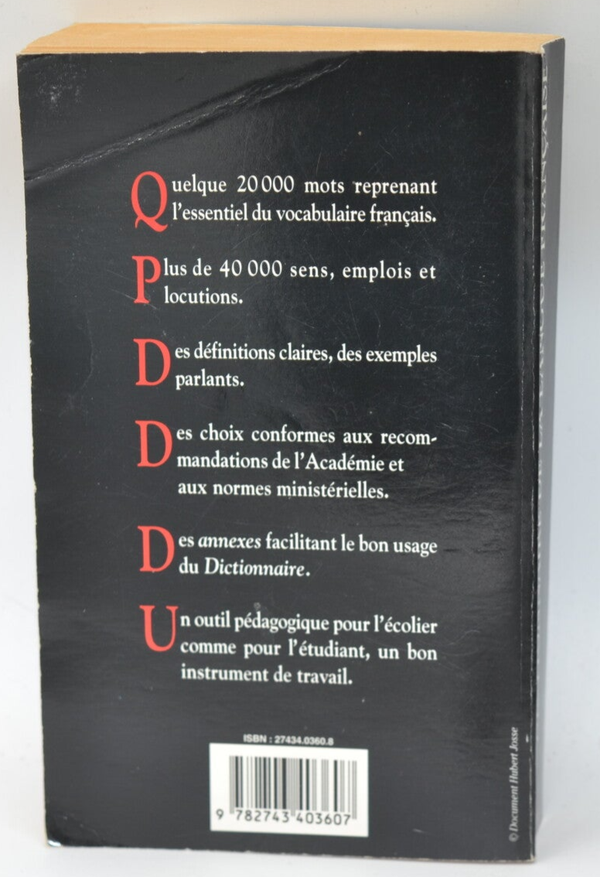 Quelque 20 000 mots reprenant
l'essentiel du vocabulaire français.
Plus de 40 000 sens, emplois et
locutions.
Des définitions claires, des exemples
parlants.
Des choix conformes aux recom-
mandations de l'Académie et
aux normes ministérielles.
Des annexes facilitant le bon usage
du Dictionnaire.
Un outil pédagogique pour l'écolier
comme pour l'étudiant, un bon
instrument de travail.
ISBN : 27434.0360.8
9 782743 403607
© Document Hubert Josse